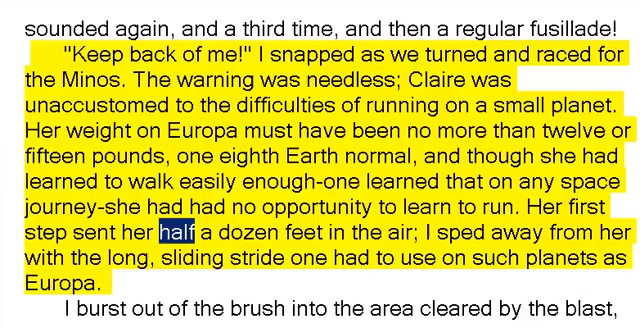 sounded again, and a third time, and then a regular fusillade!
"Keep back of me!" I snapped as we turned and raced for
the Minos. The warning was needless; Claire was
unaccustomed to the difficulties of running on a small planet.
Her weight on Europa must have been no more than twelve or
fifteen pounds, one eighth Earth normal, and though she had
learned to walk easily enough-one learned that on any space
journey-she had had no opportunity to learn to run. Her first
step sent her half a dozen feet in the air; I sped away from her
with the long, sliding stride one had to use on such planets as
Europa.
I burst out of the brush into the area cleared by the blast,